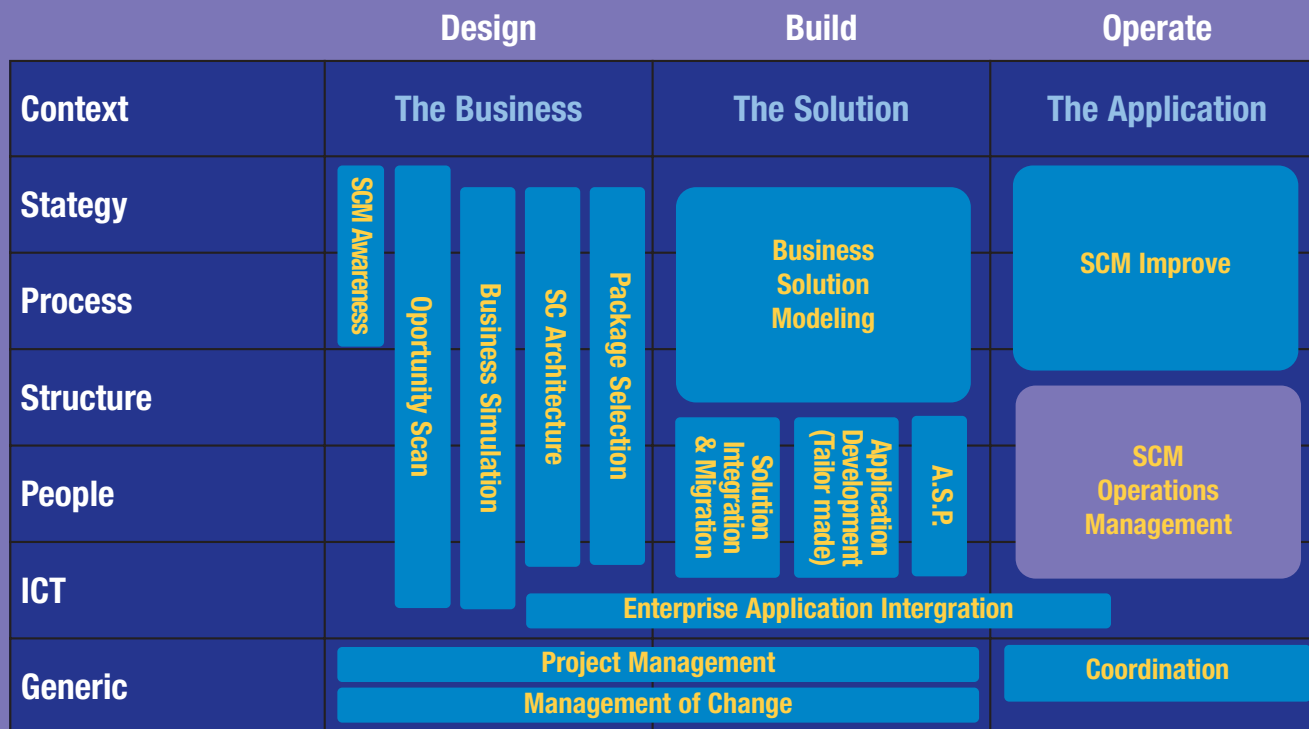 Design
Build
Operate
Context
The Business
The Solution
The Application
Stategy
Process
Structure
People
ICT
Generic
SCM Awareness
Oportunity Scan
Business Simulation
SC Architecture
Package Selection
Business
Solution
Modeling
Solution
Integration
& Migration
Application
Development
(Tailor made)
A.S.P.
SCM Improve
SCM
Operations
Management
Enterprise Application Intergration
Project Management
Management of Change
Coordination